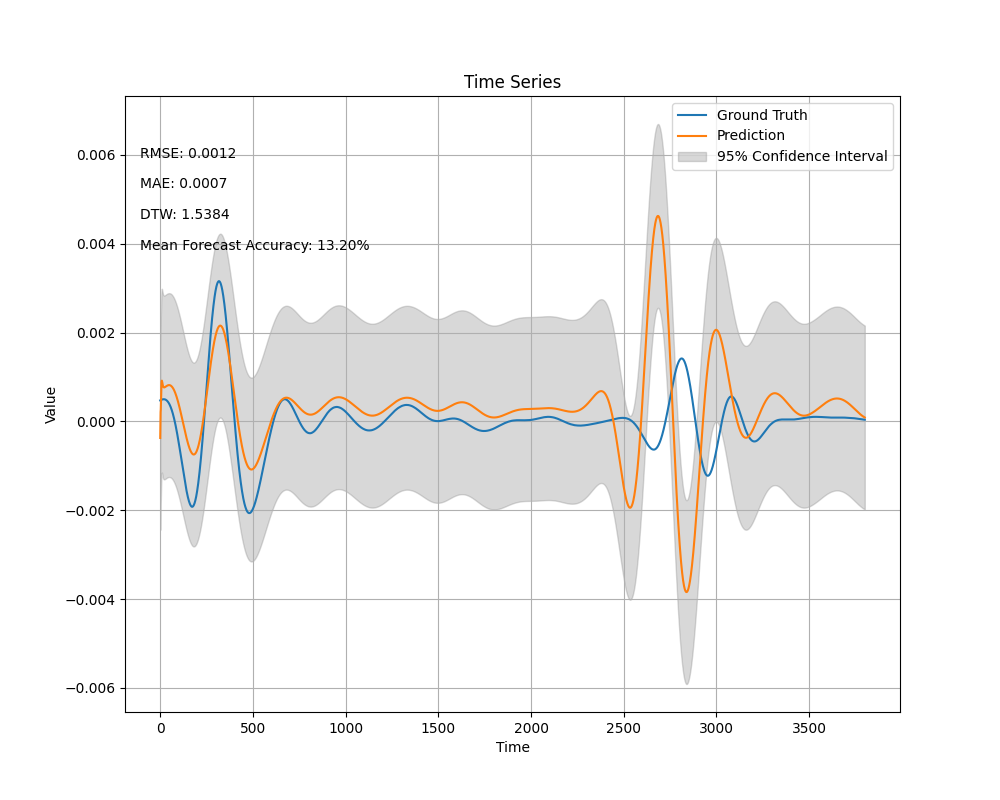 Time Series
Ground Truth
Prediction
95% Confidence Interval
RMSE: 0.0012
MAE: 0.0007
DTW: 1.5384
Mean Forecast Accuracy: 13.20%
0.006
0.004
0.002
0.000
−0.002
−0.004
−0.006
Value
0 500 1000 1500 2000 2500 3000 3500
Time